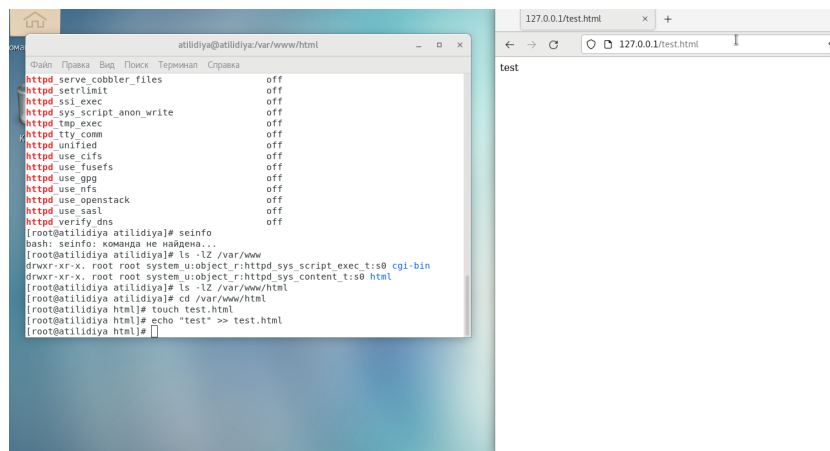 atilidiya@atilidiya:/var/www/html
Файл Правка Вид Поиск Терминал Справка
httpd_serve_cobbler_files off
httpd_setrlimit off
httpd_ssi_exec off
httpd_sys_script_anon_write off
httpd_tmp_exec off
httpd_tty_comm off
httpd_unified off
httpd_use_cifs off
httpd_use_fusefs off
httpd_use_gpg off
httpd_use_nfs off
httpd_use_openstack off
httpd_use_sasl off
httpd_verify_dns off
[root@atilidiya atilidiya]# seinfo
bash: seinfo: команда не найдена...
[root@atilidiya atilidiya]# ls -lZ /var/www
drwxr-xr-x. root root system_u:object_r:httpd_sys_script_exec_t:s0 cgi-bin
drwxr-xr-x. root root system_u:object_r:httpd_sys_content_t:s0 html
[root@atilidiya atilidiya]# ls -lZ /var/www/html
[root@atilidiya atilidiya]# cd /var/www/html
[root@atilidiya html]# touch test.html
[root@atilidiya html]# echo "test" >> test.html
[root@atilidiya html]#
127.0.0.1/test.html
127.0.0.1/test.html
test